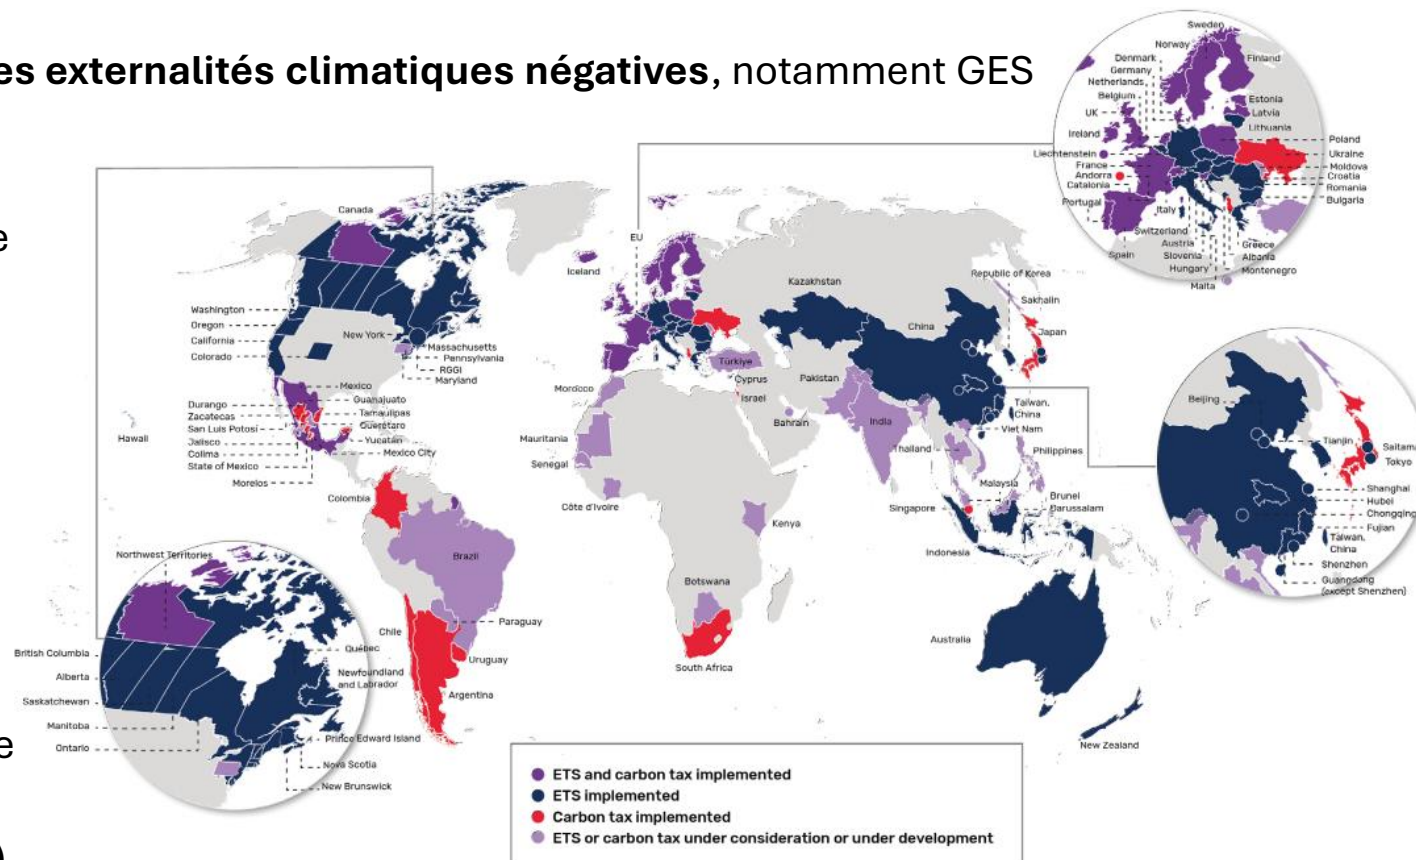 es externalités climatiques négatives, notamment GES
e
e
)
Canada
Washington
Oregon
California
Colorado
New York
Massachusetts
Pennsylvania
RGGI
Maryland
Mexico
Guanajuato
Durango
Tamaulipas
Zacatecas
Querétaro
San Luis Potosí
Yucatán
Jalisco
Mexico City
Colima
State of Mexico
Morelos
Hawaii
Colombia
Brazil
Paraguay
Chile
Uruguay
Argentina
Northwest Territories
British Columbia
Québec
Alberta
Newfoundland
and Labrador
Saskatchewan
Manitoba
Prince Edward Island
Ontario
Nova Scotia
New Brunswick
Iceland
EU
Kazakhstan
Republic of Korea
Sakhalin
China
Japan
Türkiye
Cyprus
Israel
Pakistan
Morocco
India
Bahrain
Taiwan,
China
Viet Nam
Thailand
Philippines
Mauritania
Senegal
Côte d'Ivoire
Kenya
Malaysia
Singapore
Brunei
Darussalam
Indonesia
Botswana
South Africa
Australia
New Zealand
Sweden
Norway
Finland
Denmark
Germany
Netherlands
Belgium
Estonia
UK
Latvia
Lithuania
Ireland
Poland
Liechtenstein
Ukraine
France
Moldova
Andorra
Croatia
Catalonia
Romania
Portugal
Bulgaria
Italy
Switzerland
Spain
Austria
Greece
Slovenia
Albania
Hungary
Montenegro
Malta
Beijing
Tianjin
Saitama
Tokyo
Shanghai
Hubei
Chongqing
Fujian
Taiwan,
China
Shenzhen
Guangdong
(except Shenzhen)
ETS and carbon tax implemented
ETS implemented
Carbon tax implemented
ETS or carbon tax under consideration or under development